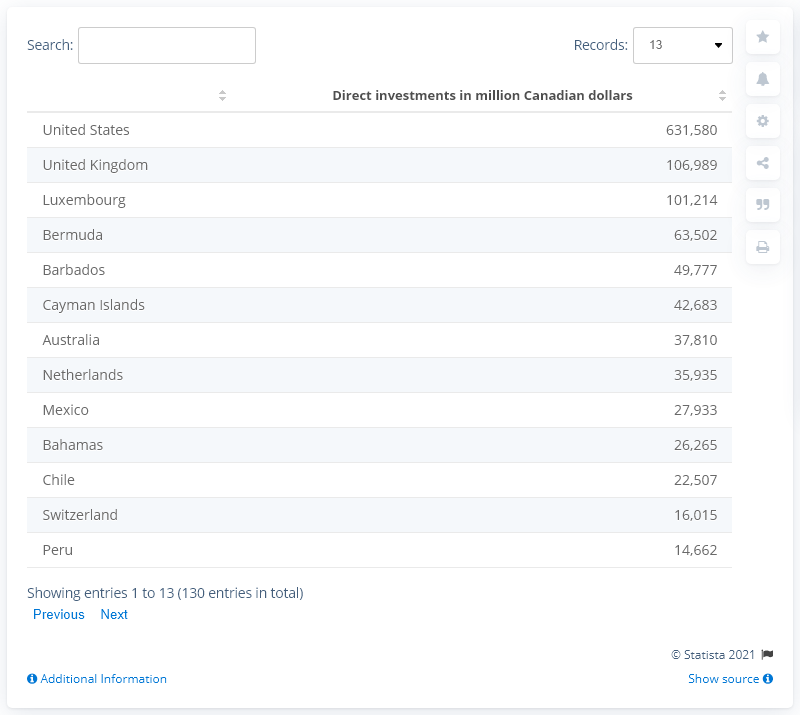 Search: Records: 13
Direct investments in million Canadian dollars
United States 631,580
United Kingdom 106,989
Luxembourg 101,214
Bermuda 63,502
Barbados 49,777
Cayman Islands 42,683
Australia 37,810
Netherlands 35,935
Mexico 27,933
Bahamas 26,265
Chile 22,507
Switzerland 16,015
Peru 14,662
Showing entries 1 to 13 (130 entries in total)
Previous Next
© Statista 2021
Additional Information Show source